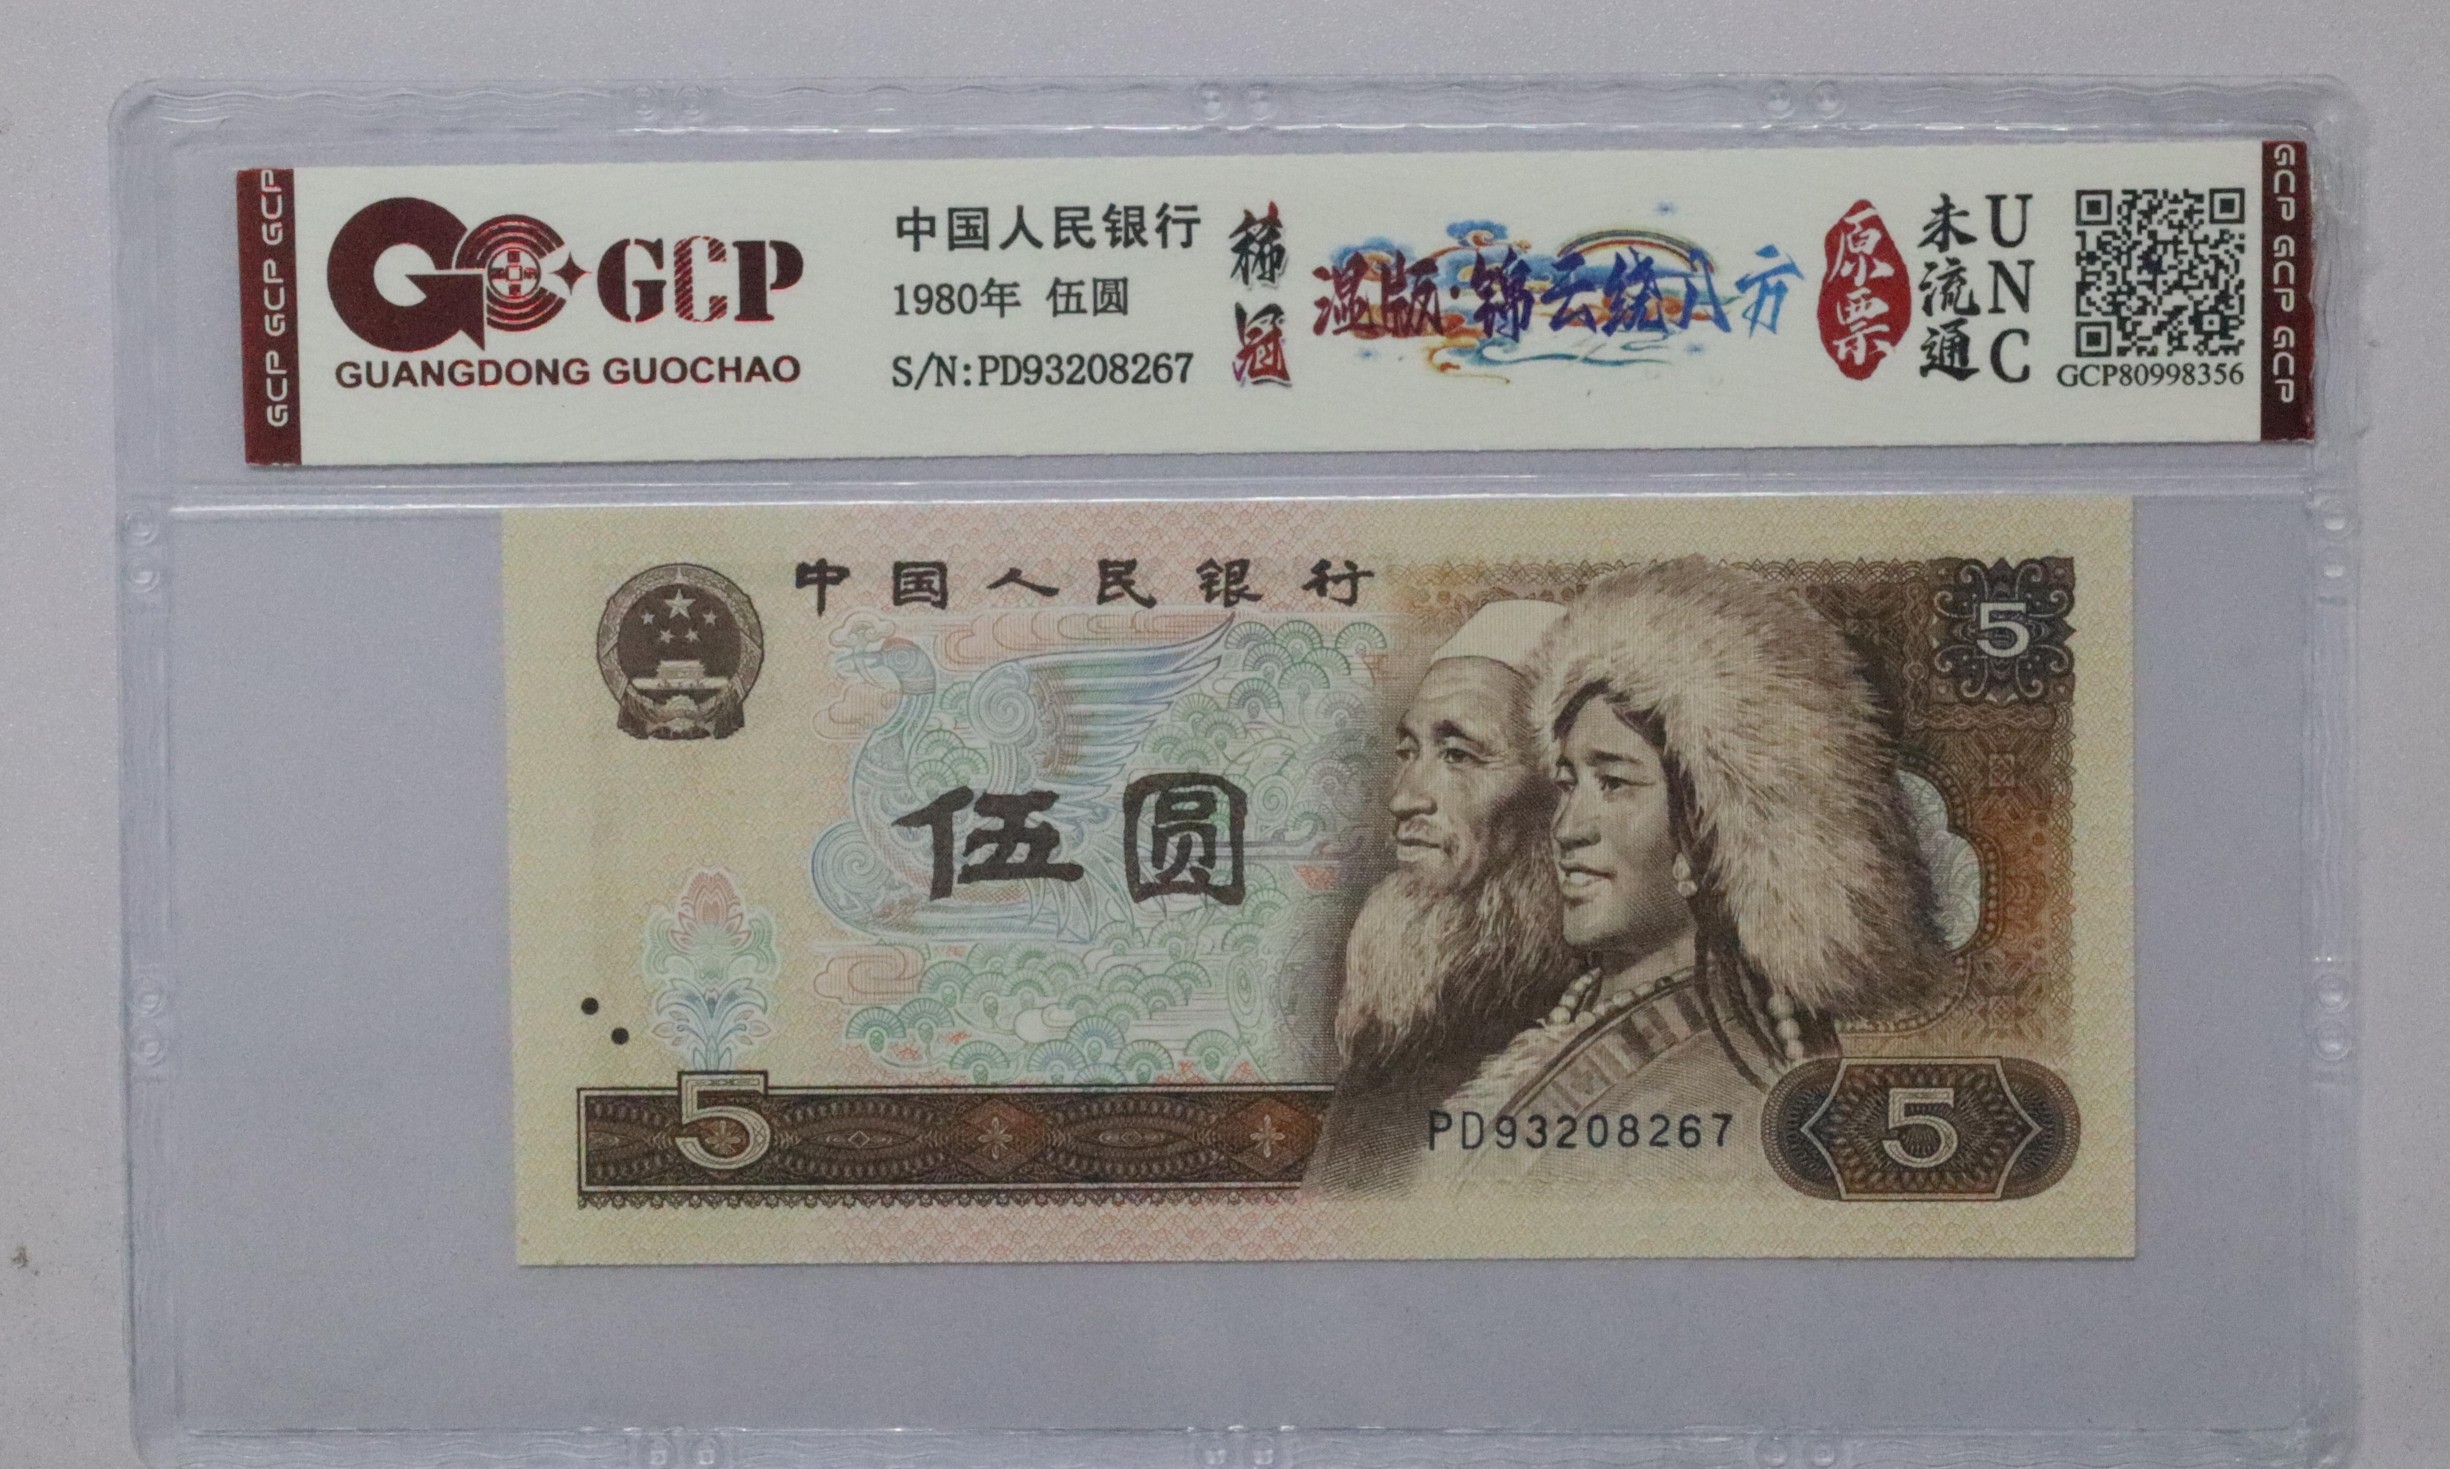 GCP GCP GCP
GCP
GUANGDONG GUOCHAO
中国人民银行
1980年 伍圆
S/N:PD93208267
稀冠
温版·锦云绕八方
原票
未流通
UNC
GCP80998356
GCP GCP GCP
中国人民银行
5
伍圆
5
PD93208267
5